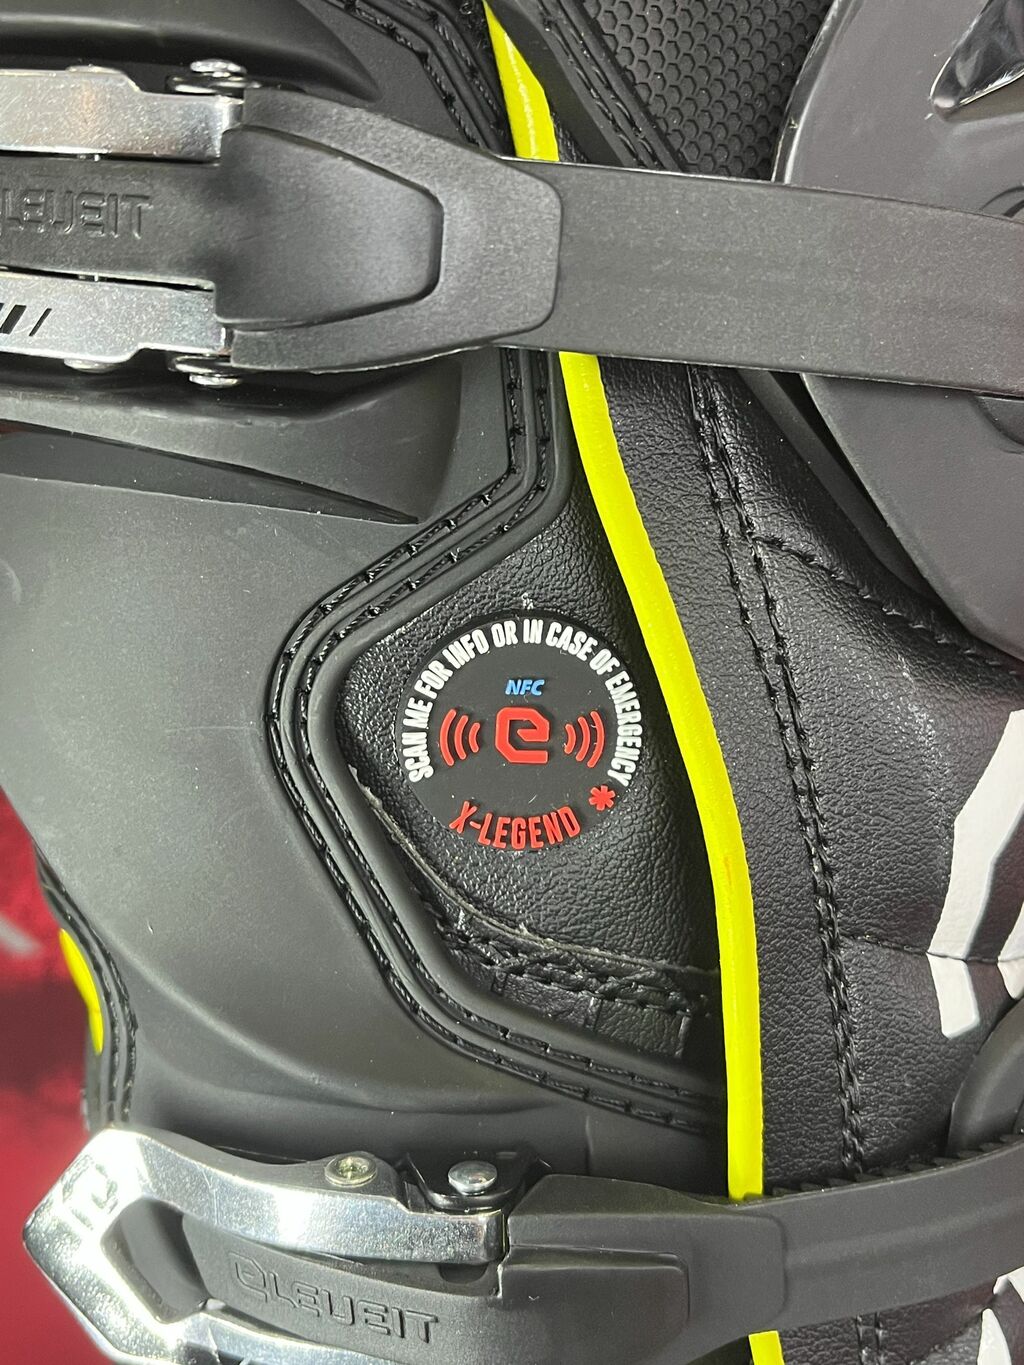 ELEVEIT
SCAN ME FOR INFO OR IN CASE OF EMERGENCY
NFC
X-LEGEND *
ELEVEIT